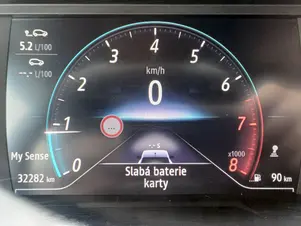 5.2 l/100
-.- l/100
4
3
5
2
6
km/h
0
1
7
...
-- s
My Sense
x1000
0
8
32282 km
Slabá baterie
karty
90 km